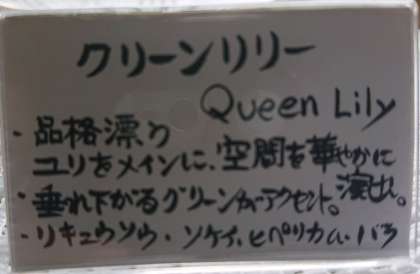 クリーンリリー
Queen Lily
・品格漂う
ユリをメインに、空間を華やかに
演出。
・垂れ下がるグリーンがアクセント。
・リキュウソウ・ソケイ、ヒペリカム・バラ